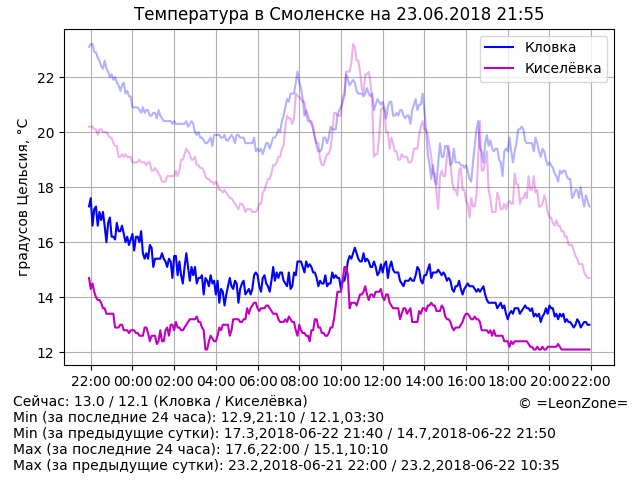 Температура в Смоленске на 23.06.2018 21:55
Кловка
Киселёвка
градусов Цельсия, °C
22
20
18
16
14
12
22:00 00:00 02:00 04:00 06:00 08:00 10:00 12:00 14:00 16:00 18:00 20:00 22:00
Сейчас: 13.0 / 12.1 (Кловка / Киселёвка)
© =LeonZone=
Min (за последние 24 часа): 12.9,21:10 / 12.1,03:30
Min (за предыдущие сутки): 17.3,2018-06-22 21:40 / 14.7,2018-06-22 21:50
Max (за последние 24 часа): 17.6,22:00 / 15.1,10:10
Max (за предыдущие сутки): 23.2,2018-06-21 22:00 / 23.2,2018-06-22 10:35